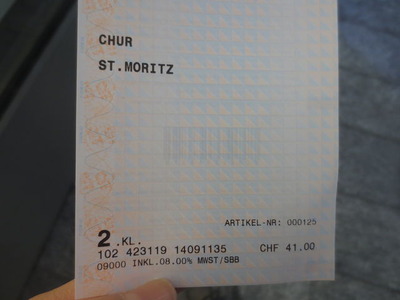 CHUR
ST.MORITZ
ARTIKEL-NR: 000125
2.KL.
102 423119 14091135 CHF 41.00
09000 INKL.08.00% MWST/SBB